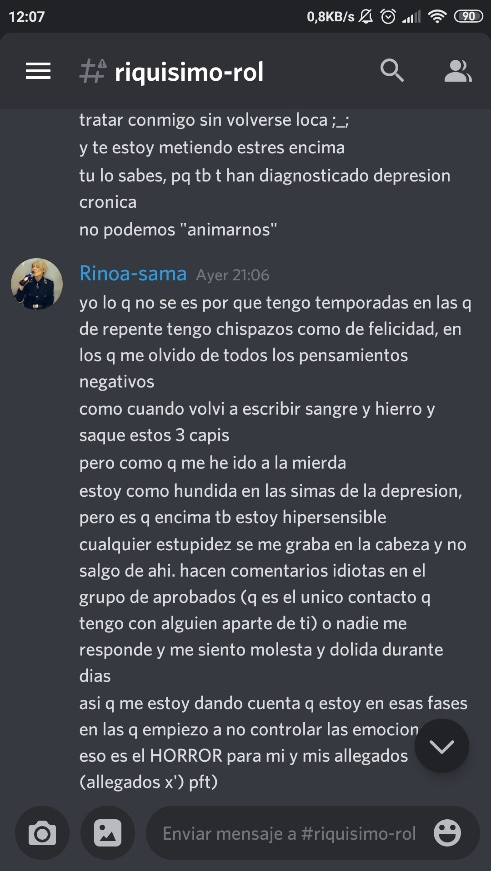 12:07
0,8KB/s
90
riquisimo-rol
tratar conmigo sin volverse loca ;_;
y te estoy metiendo estres encima
tu lo sabes, pq tb t han diagnosticado depresion
cronica
no podemos "animarnos"
Rinoa-sama Ayer 21:06
yo lo q no se es por que tengo temporadas en las q
de repente tengo chispazos como de felicidad, en
los q me olvido de todos los pensamientos
negativos
como cuando volvi a escribir sangre y hierro y
saque estos 3 capis
pero como q me he ido a la mierda
estoy como hundida en las simas de la depresion,
pero es q encima tb estoy hipersensible
cualquier estupidez se me graba en la cabeza y no
salgo de ahi. hacen comentarios idiotas en el
grupo de aprobados (q es el unico contacto q
tengo con alguien aparte de ti) o nadie me
responde y me siento molesta y dolida durante
dias
asi q me estoy dando cuenta q estoy en esas fases
en las q empiezo a no controlar las emocion
eso es el HORROR para mi y mis allegados
(allegados x') pft)
Enviar mensaje a #riquisimo-rol